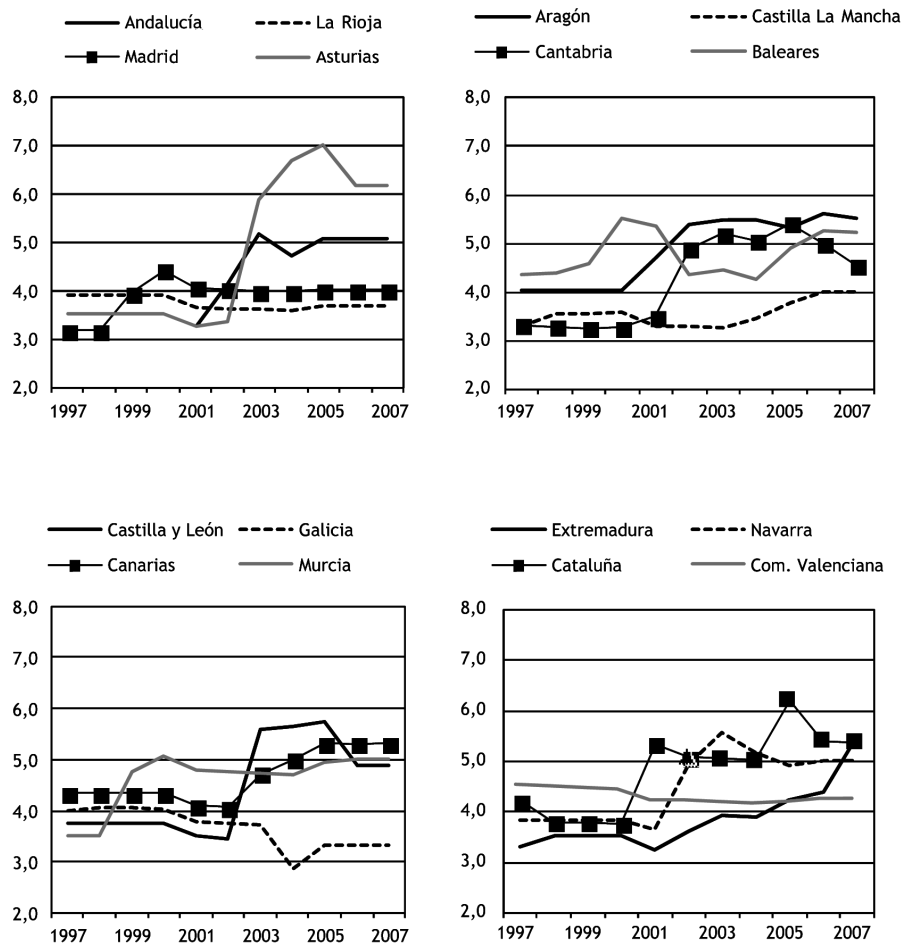 Andalucía La Rioja
Madrid Asturias
8,0
7,0
6,0
5,0
4,0
3,0
2,0
1997 1999 2001 2003 2005 2007
Aragón Castilla La Mancha
Cantabria Baleares
8,0
7,0
6,0
5,0
4,0
3,0
2,0
1997 1999 2001 2003 2005 2007
Castilla y León Galicia
Canarias Murcia
8,0
7,0
6,0
5,0
4,0
3,0
2,0
1997 1999 2001 2003 2005 2007
Extremadura Navarra
Cataluña Com. Valenciana
8,0
7,0
6,0
5,0
4,0
3,0
2,0
1997 1999 2001 2003 2005 2007